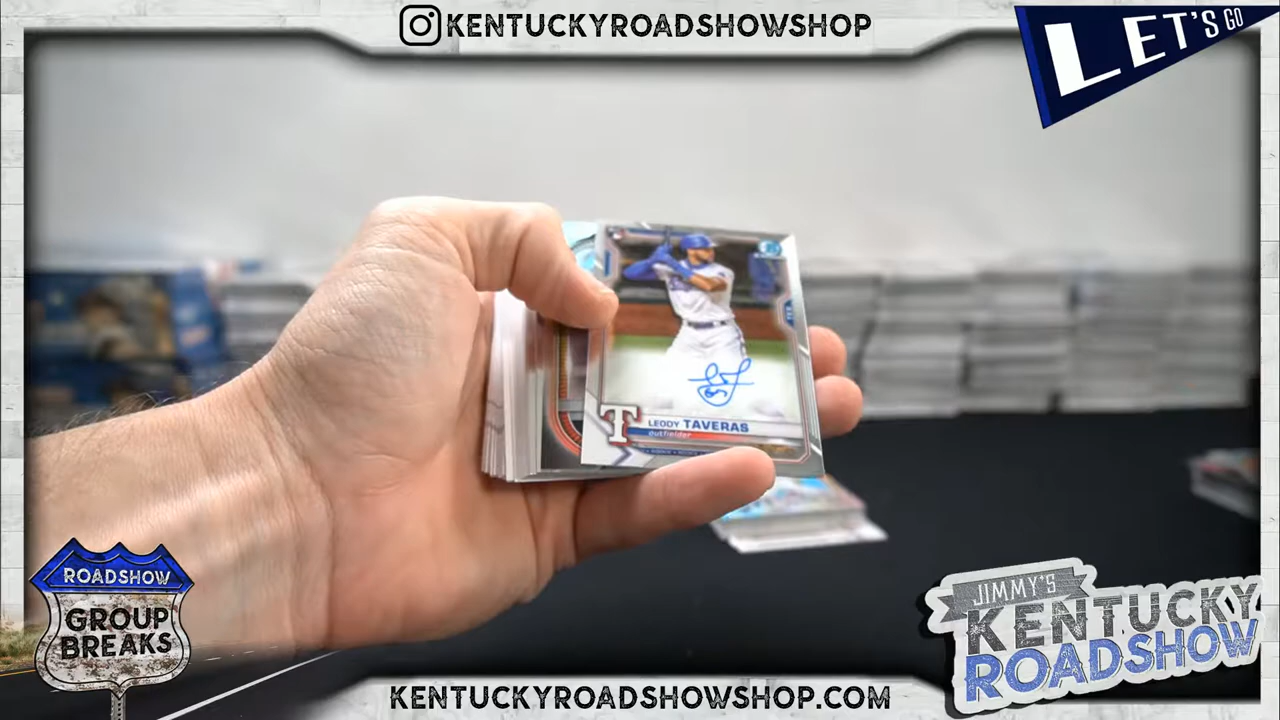 KENTUCKYROADSHOWSHOP
LET'S GO
T
LEODY TAVERAS
outfielder
ROADSHOW
GROUP
BREAKS
JIMMY'S
KENTUCKY
ROADSHOW
KENTUCKYROADSHOWSHOP.COM